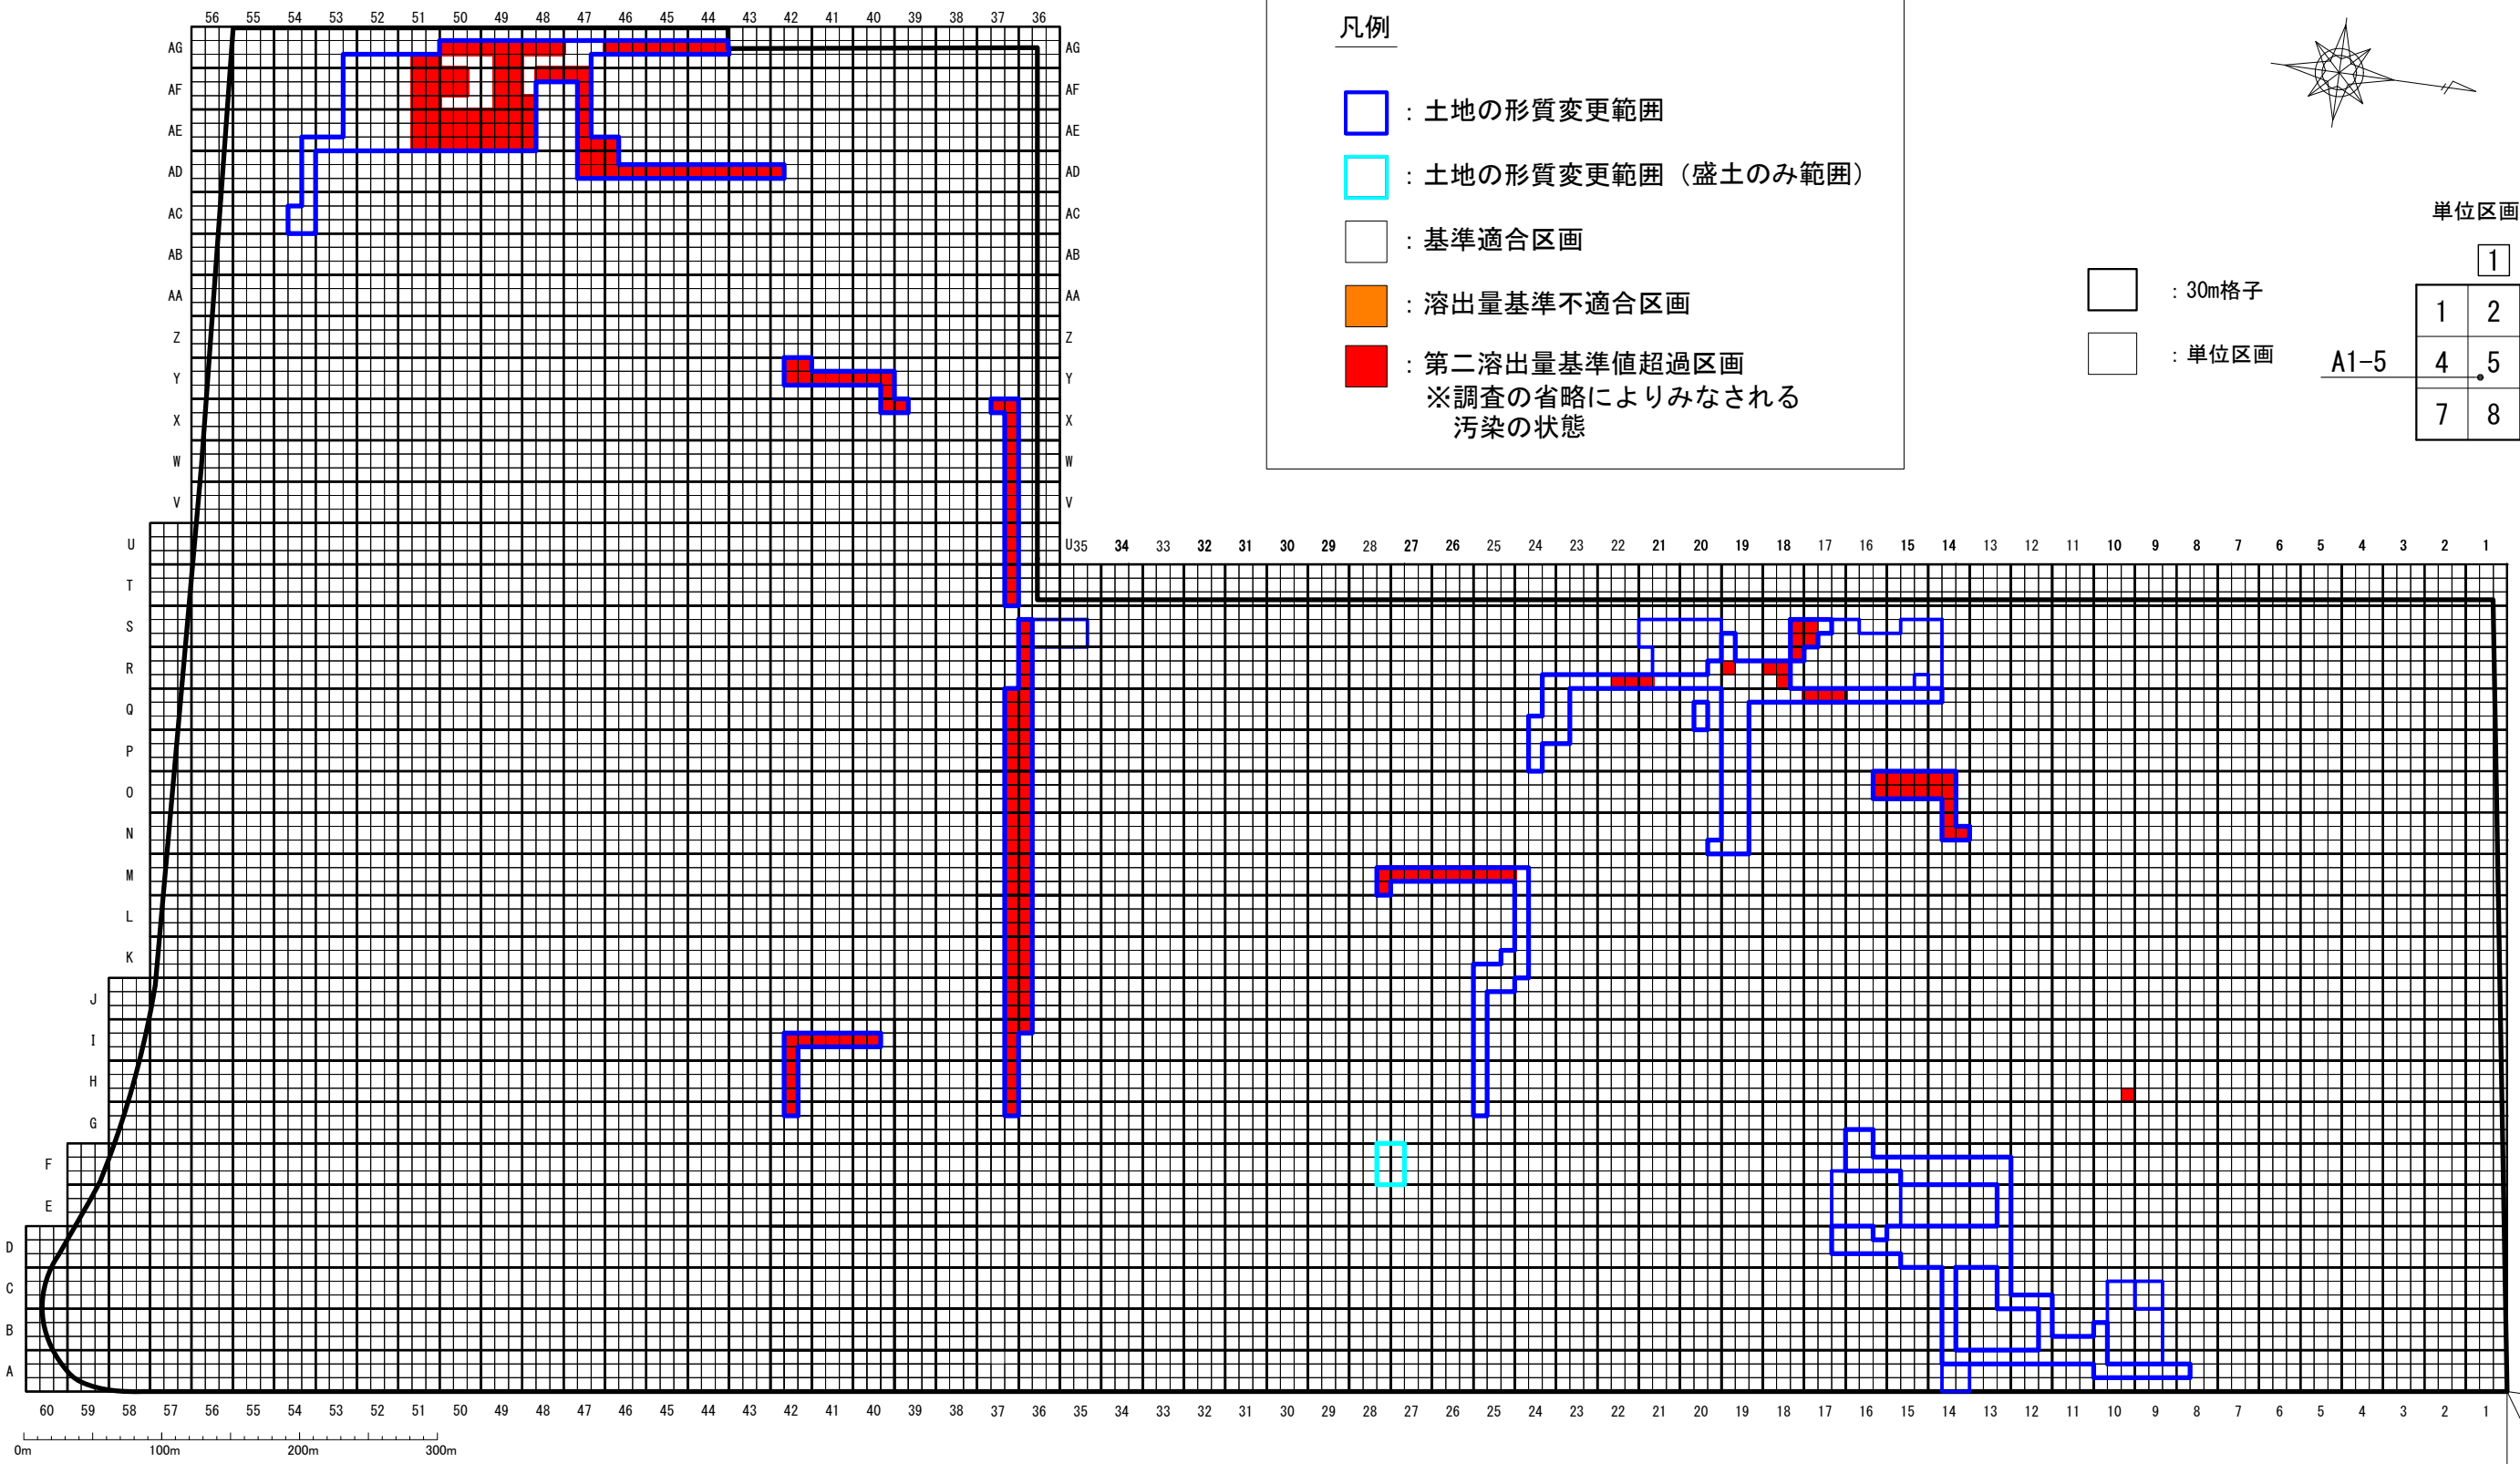 56 55 54 53 52 51 50 49 48 47 46 45 44 43 42 41 40 39 38 37 36
AG AG
AF AF
AE AE
AD AD
AC AC
AB AB
AA AA
Z Z
Y Y
X X
W W
V V
U U 35 34 33 32 31 30 29 28 27 26 25 24 23 22 21 20 19 18 17 16 15 14 13 12 11 10 9 8 7 6 5 4 3 2 1
T
S
R
Q
P
O
N
M
L
K
J
I
H
G
F
E
D
C
B
A
60 59 58 57 56 55 54 53 52 51 50 49 48 47 46 45 44 43 42 41 40 39 38 37 36 35 34 33 32 31 30 29 28 27 26 25 24 23 22 21 20 19 18 17 16 15 14 13 12 11 10 9 8 7 6 5 4 3 2 1
0m 100m 200m 300m
凡例
：土地の形質変更範囲
：土地の形質変更範囲（盛土のみ範囲）
：基準適合区画
：溶出量基準不適合区画
：第二溶出量基準値超過区画
※調査の省略によりみなされる
汚染の状態
：30m格子
：単位区画
単位区画
1
1 2
A1-5 4 5
7 8